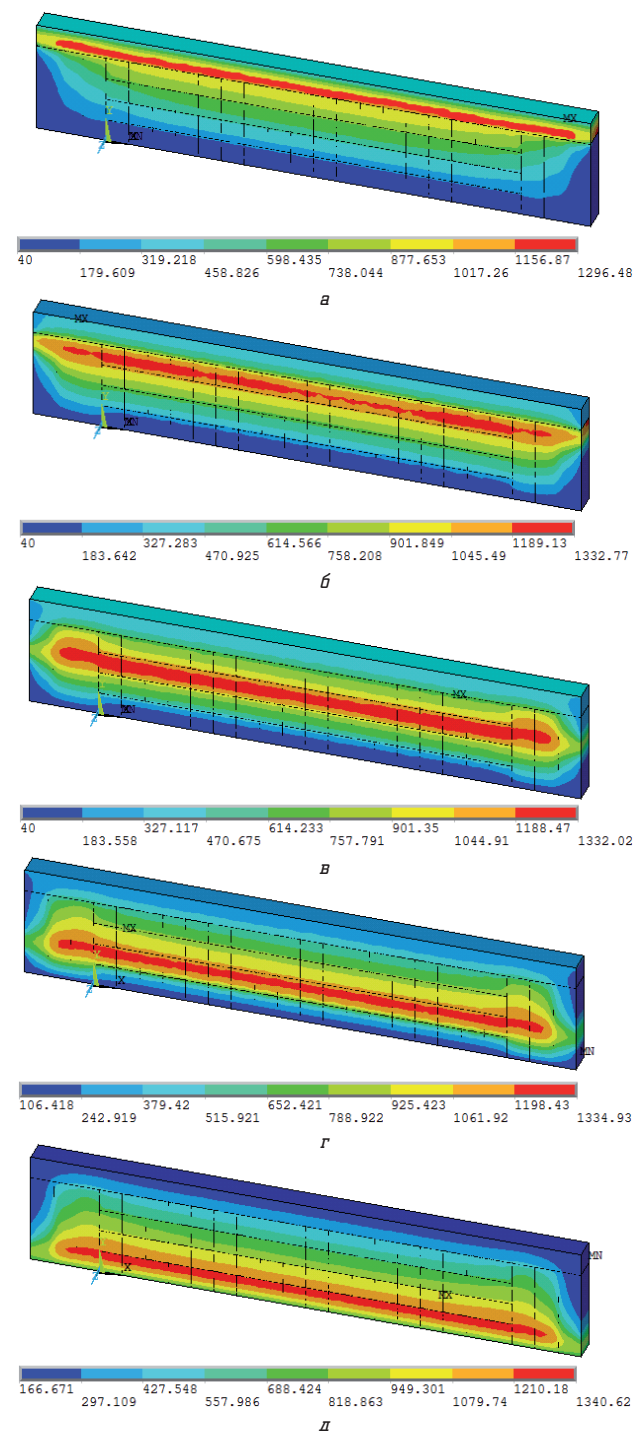 MX
Y
Z
XMN
40 319.218 598.435 877.653 1156.87
179.609 458.826 738.044 1017.26 1296.48
а
MX
Y
Z
XMN
40 327.283 614.566 901.849 1189.13
183.642 470.925 758.208 1045.49 1332.77
б
MX
Z
XMN
40 327.117 614.233 901.35 1188.47
183.558 470.675 757.791 1044.91 1332.02
в
MX
Z
X
MN
106.418 379.42 652.421 925.423 1198.43
242.919 515.921 788.922 1061.92 1334.93
г
MN
Z
X
MX
166.671 427.548 688.424 949.301 1210.18
297.109 557.986 818.863 1079.74 1340.62
д